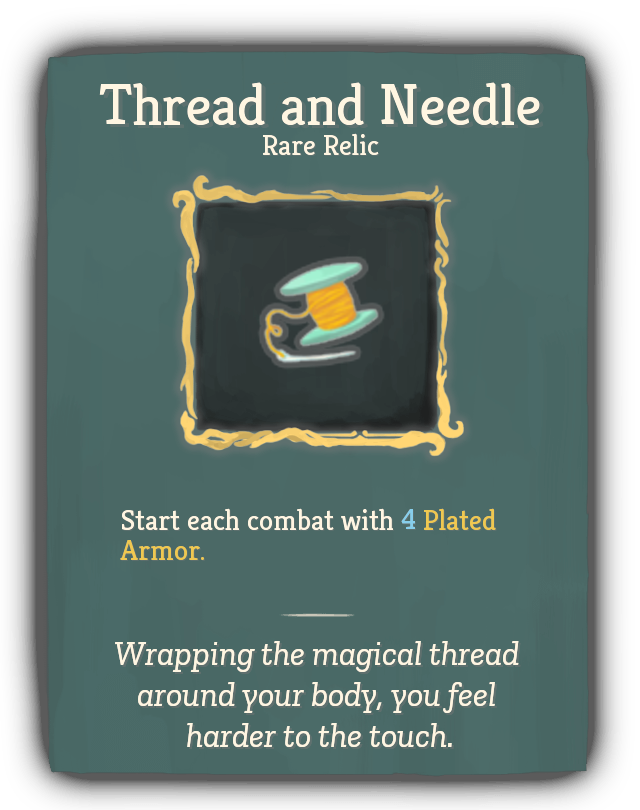 Thread and Needle
Rare Relic
Start each combat with 4 Plated
Armor.
Wrapping the magical thread
around your body, you feel
harder to the touch.